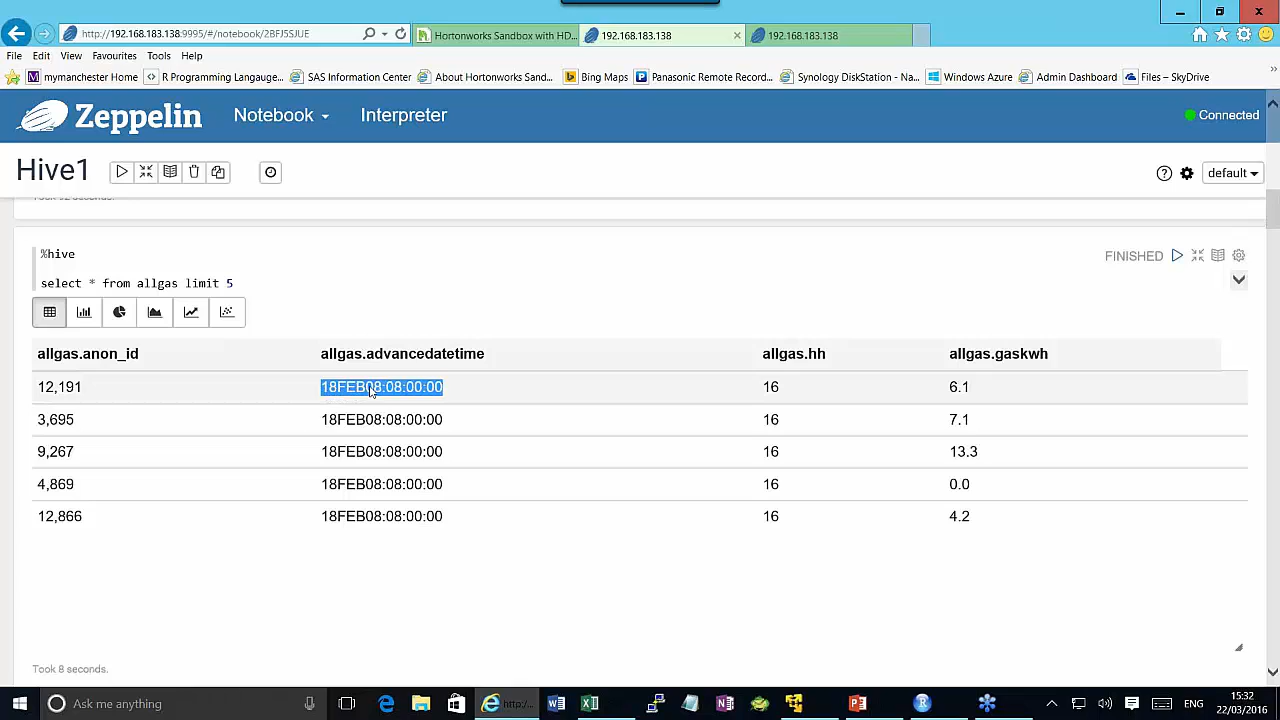 http://192.168.183.138:9995/#/notebook/2BFJ5SJUE
Hortonworks Sandbox with HD...
192.168.183.138
192.168.183.138
File Edit View Favourites Tools Help
mymanchester Home
R Programming Langauge...
SAS Information Center
About Hortonworks Sand...
Bing Maps
Panasonic Remote Record...
Synology DiskStation - Na...
Windows Azure
Admin Dashboard
Files – SkyDrive
Zeppelin Notebook Interpreter Connected
Hive1 default
Took 92 seconds.
%hive FINISHED
select * from allgas limit 5
allgas.anon_id allgas.advancedatetime allgas.hh allgas.gaskwh
12,191 18FEB08:08:00:00 16 6.1
3,695 18FEB08:08:00:00 16 7.1
9,267 18FEB08:08:00:00 16 13.3
4,869 18FEB08:08:00:00 16 0.0
12,866 18FEB08:08:00:00 16 4.2
Took 8 seconds.
Ask me anything
http:/...
ENG
15:32
22/03/2016